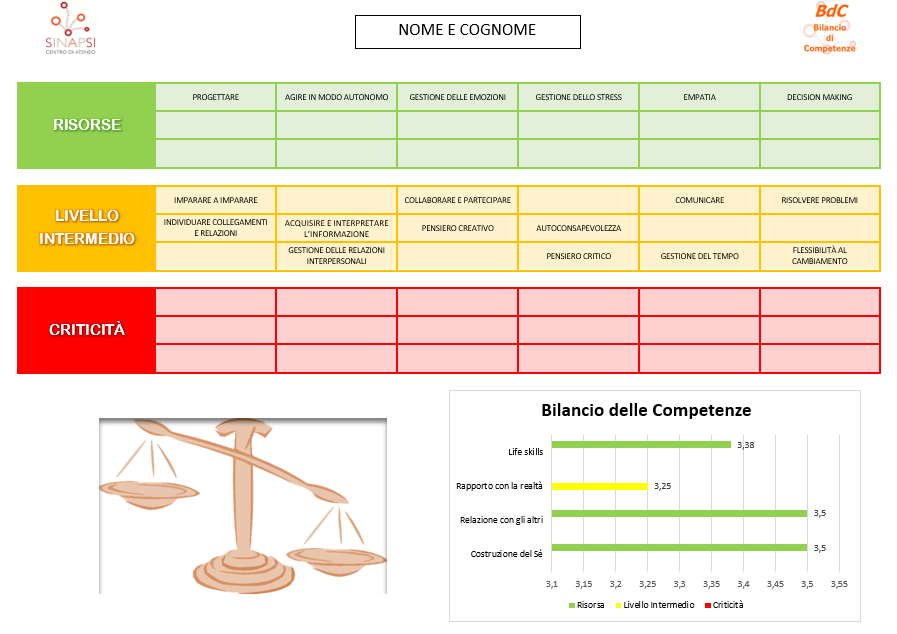 SINAPSI
CENTRO DI ATENEO
NOME E COGNOME
BdC
Bilancio
di
Competenze
RISORSE
PROGETTARE
AGIRE IN MODO AUTONOMO
GESTIONE DELLE EMOZIONI
GESTIONE DELLO STRESS
EMPATIA
DECISION MAKING
LIVELLO
INTERMEDIO
IMPARARE A IMPARARE
COLLABORARE E PARTECIPARE
COMUNICARE
RISOLVERE PROBLEMI
INDIVIDUARE COLLEGAMENTI
E RELAZIONI
ACQUISIRE E INTERPRETARE
L'INFORMAZIONE
PENSIERO CREATIVO
AUTOCONSAPEVOLEZZA
GESTIONE DELLE RELAZIONI
INTERPERSONALI
PENSIERO CRITICO
GESTIONE DEL TEMPO
FLESSIBILITÀ AL
CAMBIAMENTO
CRITICITÀ
Bilancio delle Competenze
Life skills
3,38
Rapporto con la realtà
3,25
Relazione con gli altri
3,5
Costruzione del Sé
3,5
3,1 3,15 3,2 3,25 3,3 3,35 3,4 3,45 3,5 3,55
Risorsa Livello Intermedio Criticità